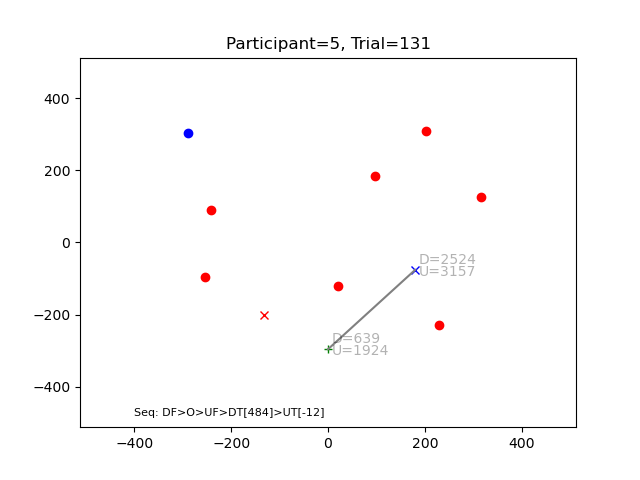 Participant=5, Trial=131
400
200
0
−200
−400
D=2524
U=3157
D=639
U=1924
Seq: DF>O>UF>DT[484]>UT[-12]
−400
−200
0
200
400